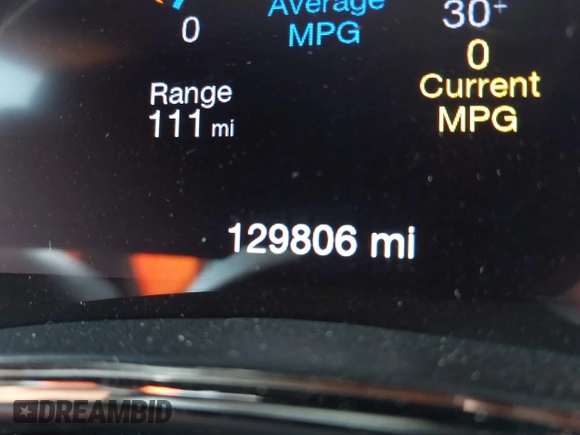 Average
MPG
0
30+
0
Current
MPG
Range
111 mi
129806 mi
DREAMBID